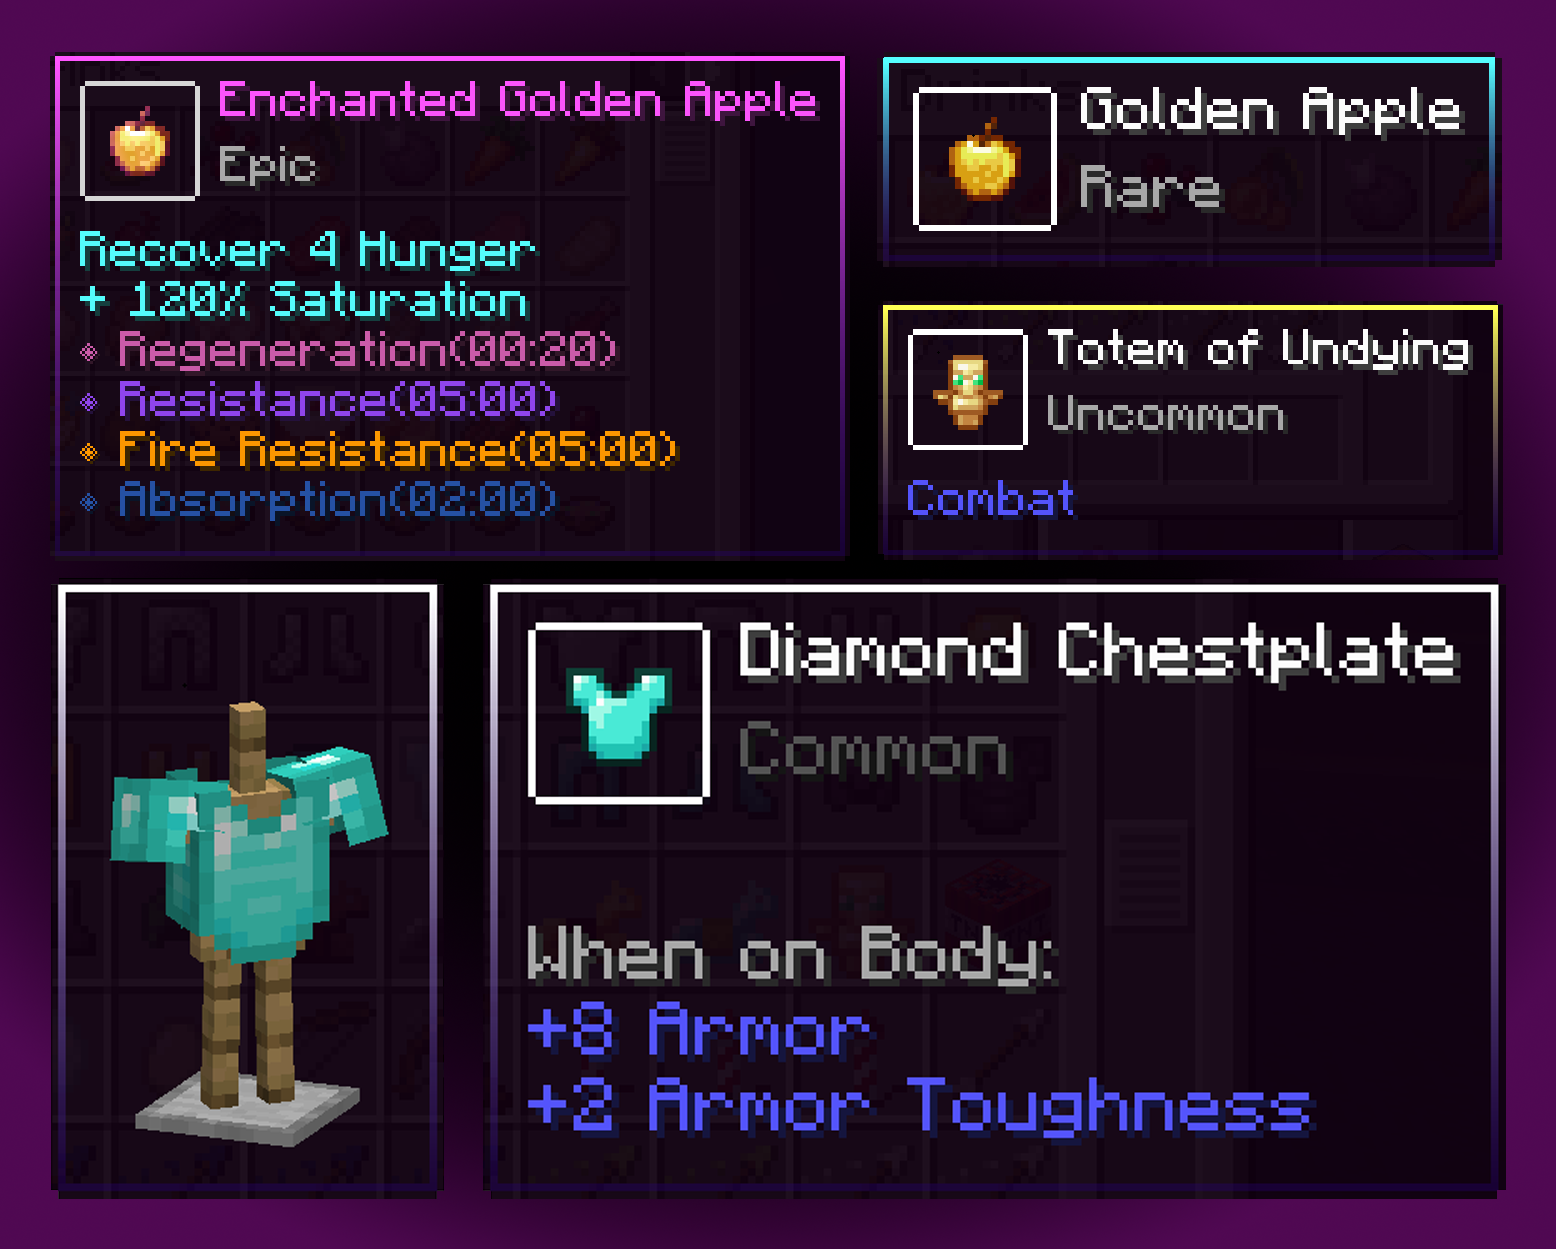 Enchanted Golden Apple
Epic
Recover 4 Hunger
+ 120% Saturation
Regeneration(00:20)
Resistance(05:00)
Fire Resistance(05:00)
Absorption(02:00)
Golden Apple
Rare
Totem of Undying
Uncommon
Combat
Diamond Chestplate
Common
When on Body:
+8 Armor
+2 Armor Toughness